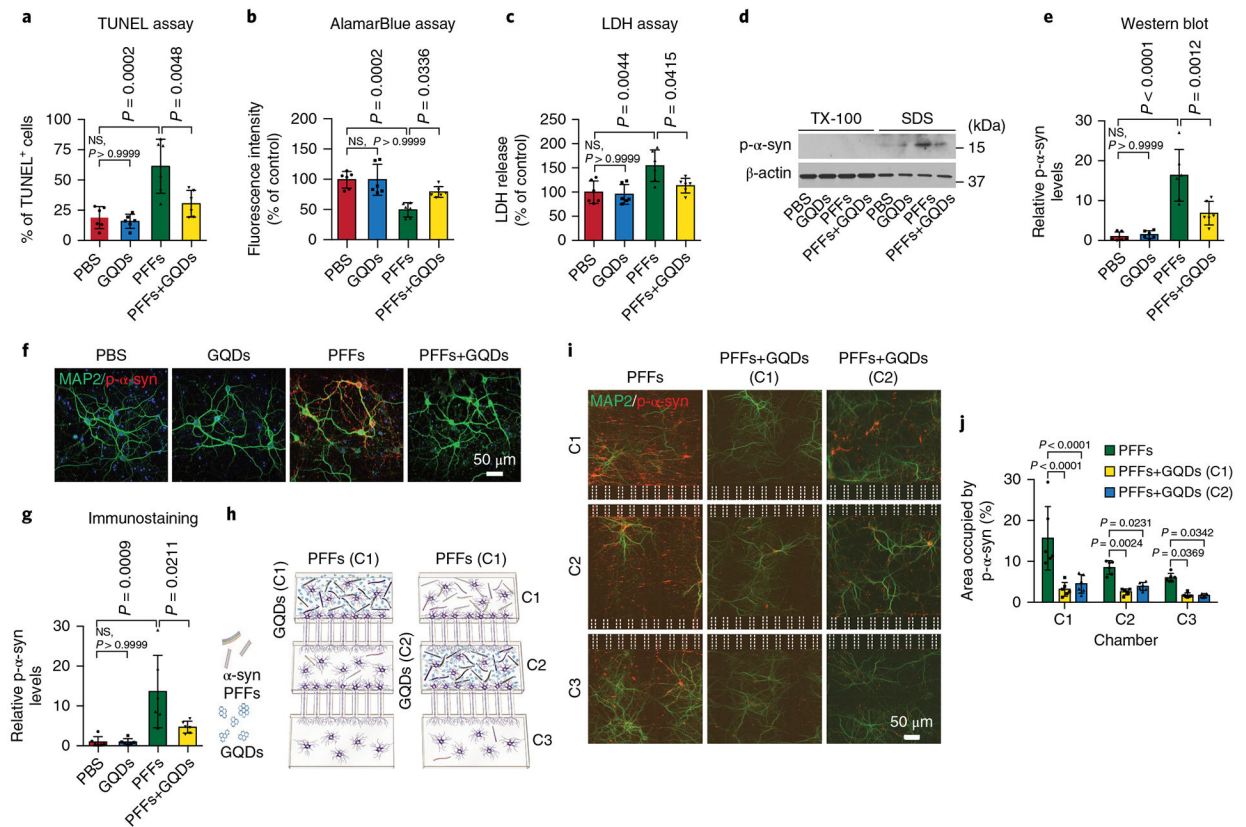 a
TUNEL assay
P = 0.0002
P = 0.0048
NS,
P > 0.9999
% of TUNEL+ cells
100
75
50
25
0
PBS
GQDs
PFFs
PFFs+GQDs
b
AlamarBlue assay
P = 0.0002
P = 0.0336
NS, P > 0.9999
Fluorescence intensity
(% of control)
200
150
100
50
0
PBS
GQDs
PFFs
PFFs+GQDs
c
LDH assay
P = 0.0044
P = 0.0415
NS,
P > 0.9999
LDH release
(% of control)
250
200
150
100
50
0
PBS
GQDs
PFFs
PFFs+GQDs
d
TX-100 SDS (kDa)
p-α-syn 15
β-actin 37
PBS
GQDs
PFFs
PFFs+GQDs
PBS
GQDs
PFFs
PFFs+GQDs
e
Western blot
P < 0.0001
P = 0.0012
NS,
P > 0.9999
Relative p-α-syn
levels
30
20
10
0
PBS
GQDs
PFFs
PFFs+GQDs
f
PBS GQDs PFFs PFFs+GQDs
MAP2/p-α-syn
50 μm
g
Immunostaining
P = 0.0009
P = 0.0211
NS,
P > 0.9999
Relative p-α-syn
levels
30
20
10
0
PBS
GQDs
PFFs
PFFs+GQDs
h
α-syn
PFFs
GQDs
PFFs (C1) PFFs (C1)
GQDs (C1)
GQDs (C2)
C1
C2
C3
i
PFFs
PFFs+GQDs
(C1)
PFFs+GQDs
(C2)
MAP2/p-α-syn
C1
C2
C3
50 μm
j
PFFs
PFFs+GQDs (C1)
PFFs+GQDs (C2)
P < 0.0001
P < 0.0001
P = 0.0231
P = 0.0024
P = 0.0342
P = 0.0369
Area occupied by
p-α-syn (%)
30
20
10
0
C1 C2 C3
Chamber